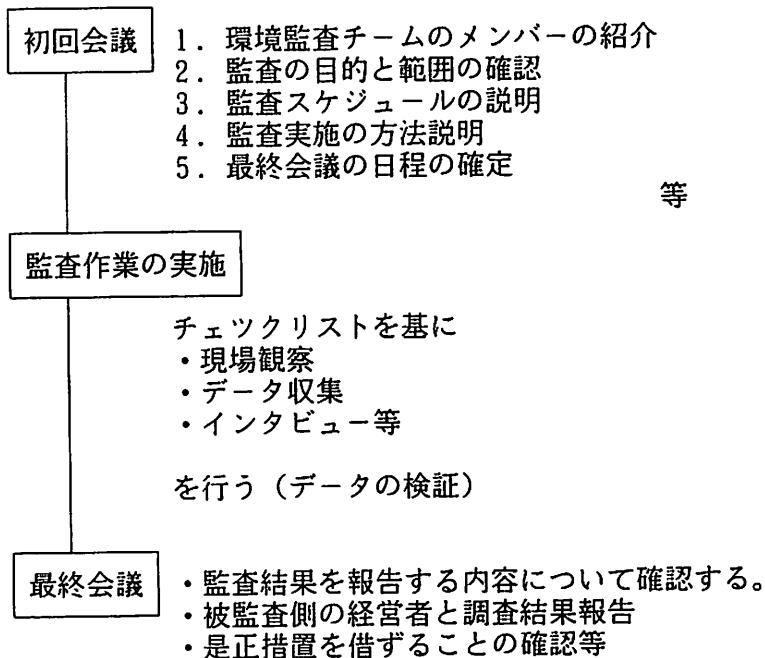 初回会議
1. 環境監査チームのメンバーの紹介
2. 監査の目的と範囲の確認
3. 監査スケジュールの説明
4. 監査実施の方法説明
5. 最終会議の日程の確定
等
監査作業の実施
チェツクリストを基に
・現場観察
・データ収集
・インタビュー等
を行う（データの検証）
最終会議
・監査結果を報告する内容について確認する。
・被監査側の経営者と調査結果報告
・是正措置を借ずることの確認等